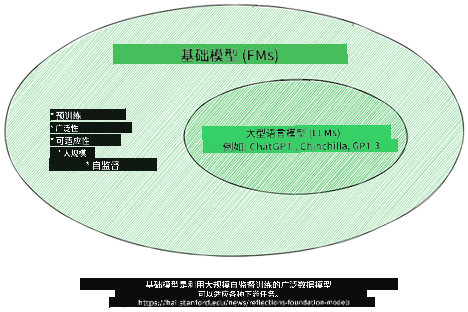 基础模型 (FMs)
* 预训练
* 广泛性
* 可适应性
* 大规模
* 自监督
大型语言模型 (LLMs)
例如: ChatGPT , Chinchilla, GPT 3
基础模型是利用大规模自监督训练的广泛数据模型
可以适应各种下游任务。
https://hai.stanford.edu/news/reflections-foundation-models